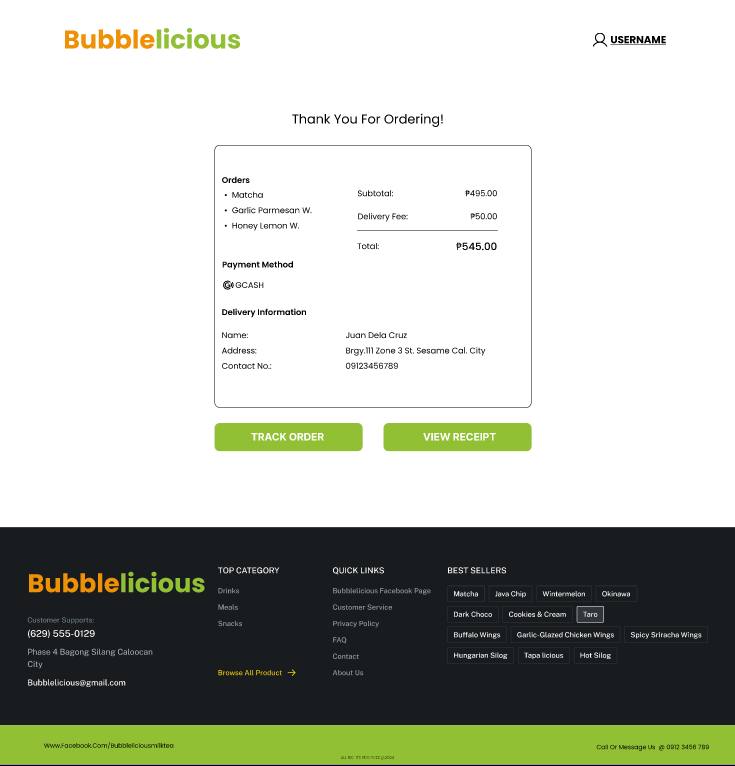 Bubblelicious
USERNAME
Thank You For Ordering!
Orders
• Matcha
• Garlic Parmesan W.
• Honey Lemon W.
Subtotal: ₱495.00
Delivery Fee: ₱50.00
Total: ₱545.00
Payment Method
GCASH
Delivery Information
Name: Juan Dela Cruz
Address: Brgy.111 Zone 3 St. Sesame Cal. City
Contact No.: 09123456789
TRACK ORDER VIEW RECEIPT
Bubblelicious
Customer Supports:
(629) 555-0129
Phase 4 Bagong Silang Caloocan
City
Bubblelicious@gmail.com
TOP CATEGORY
Drinks
Meals
Snacks
Browse All Product →
QUICK LINKS
Bubblelicious Facebook Page
Customer Service
Privacy Policy
FAQ
Contact
About Us
BEST SELLERS
Matcha Java Chip Wintermelon Okinawa
Dark Choco Cookies & Cream Taro
Buffalo Wings Garlic-Glazed Chicken Wings Spicy Sriracha Wings
Hungarian Silog Tapa licious Hot Silog
Www.Facebook.Com/Bubbleliciousmilktea
Call Or Message Us @ 0912 3456 789